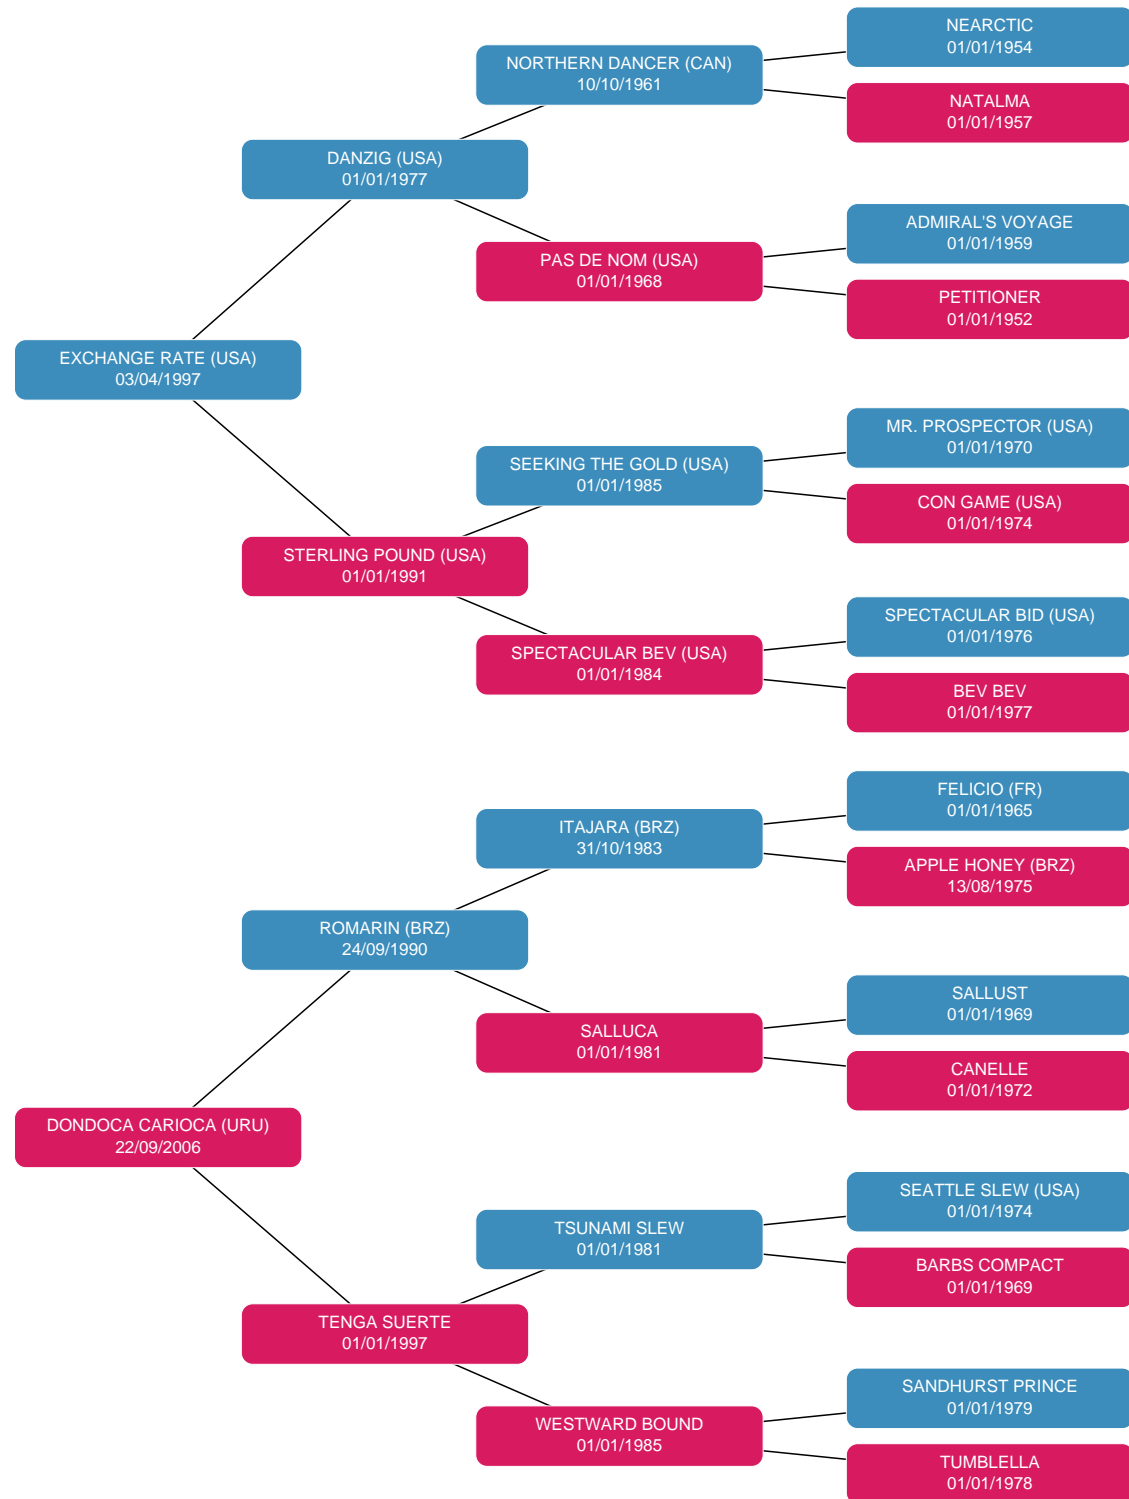 NEARCTIC
01/01/1954
NORTHERN DANCER (CAN)
10/10/1961
NATALMA
01/01/1957
DANZIG (USA)
01/01/1977
ADMIRAL'S VOYAGE
01/01/1959
PAS DE NOM (USA)
01/01/1968
PETITIONER
01/01/1952
EXCHANGE RATE (USA)
03/04/1997
MR. PROSPECTOR (USA)
01/01/1970
SEEKING THE GOLD (USA)
01/01/1985
CON GAME (USA)
01/01/1974
STERLING POUND (USA)
01/01/1991
SPECTACULAR BID (USA)
01/01/1976
SPECTACULAR BEV (USA)
01/01/1984
BEV BEV
01/01/1977
FELICIO (FR)
01/01/1965
ITAJARA (BRZ)
31/10/1983
APPLE HONEY (BRZ)
13/08/1975
ROMARIN (BRZ)
24/09/1990
SALLUST
01/01/1969
SALLUCA
01/01/1981
CANELLE
01/01/1972
DONDOCA CARIOCA (URU)
22/09/2006
SEATTLE SLEW (USA)
01/01/1974
TSUNAMI SLEW
01/01/1981
BARBS COMPACT
01/01/1969
TENGA SUERTE
01/01/1997
SANDHURST PRINCE
01/01/1979
WESTWARD BOUND
01/01/1985
TUMBLELLA
01/01/1978